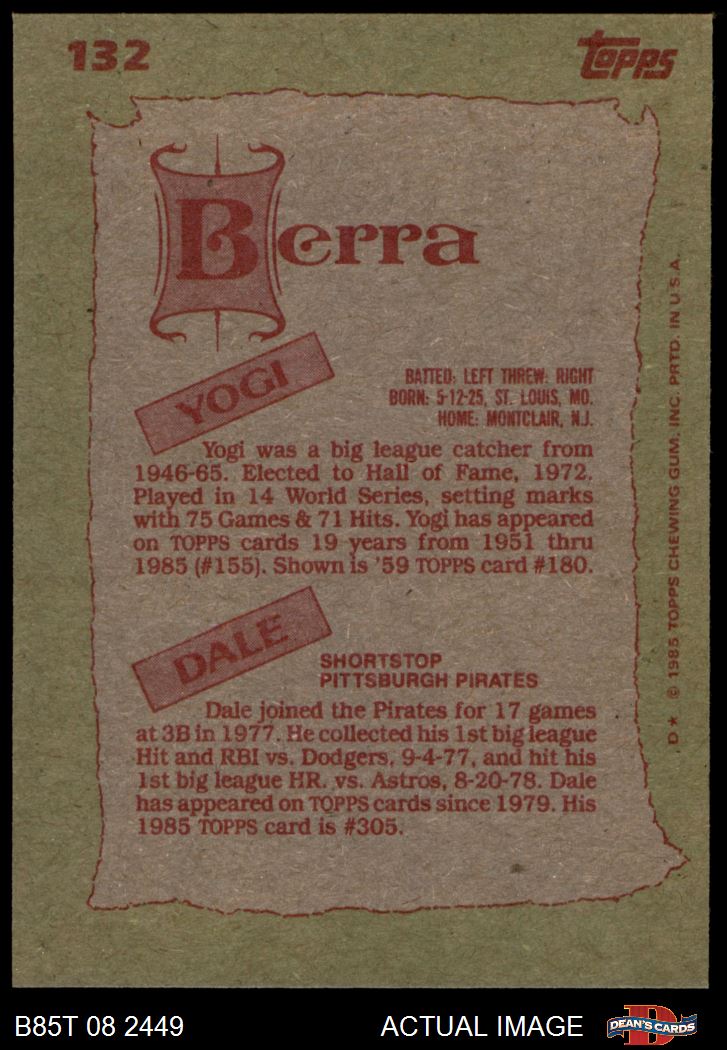 132
Topps
Berra
YOGI
BATTED: LEFT THREW: RIGHT
BORN: 5-12-25, ST. LOUIS, MO.
HOME: MONTCLAIR, N.J.
Yogi was a big league catcher from
1946-65. Elected to Hall of Fame, 1972.
Played in 14 World Series, setting marks
with 75 Games & 71 Hits. Yogi has appeared
on TOPPS cards 19 years from 1951 thru
1985 (#155). Shown is '59 TOPPS card #180.
DALE
SHORTSTOP
PITTSBURGH PIRATES
Dale joined the Pirates for 17 games
at 3B in 1977. He collected his 1st big league
Hit and RBI vs. Dodgers, 9-4-77, and hit his
1st big league HR. vs. Astros, 8-20-78. Dale
has appeared on TOPPS cards since 1979. His
1985 TOPPS card is #305.
D★ © 1985 TOPPS CHEWING GUM, INC. PRTD. IN U.S.A.
B85T 08 2449
ACTUAL IMAGE
DEAN'S CARDS